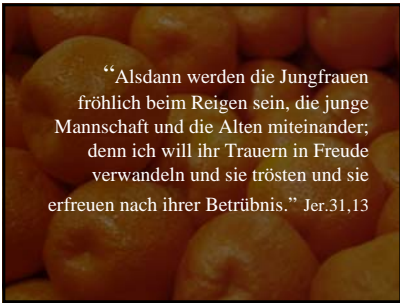 “Alsdann werden die Jungfrauen
fröhlich beim Reigen sein, die junge
Mannschaft und die Alten miteinander;
denn ich will ihr Trauern in Freude
verwandeln und sie trösten und sie
erfreuen nach ihrer Betrübnis.” Jer.31,13